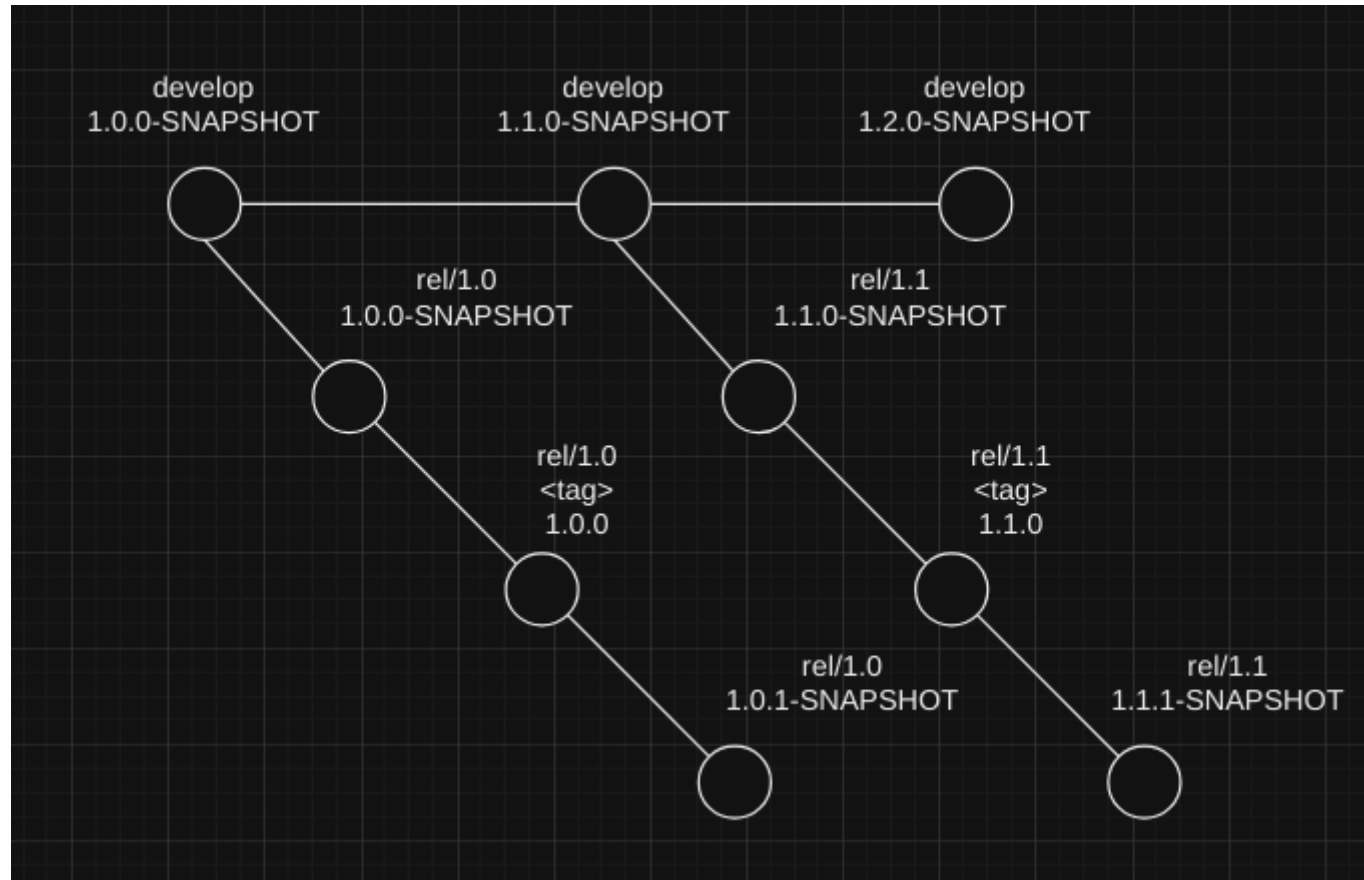 develop
1.0.0-SNAPSHOT
develop
1.1.0-SNAPSHOT
develop
1.2.0-SNAPSHOT
rel/1.0
1.0.0-SNAPSHOT
rel/1.1
1.1.0-SNAPSHOT
rel/1.0
<tag>
1.0.0
rel/1.1
<tag>
1.1.0
rel/1.0
1.0.1-SNAPSHOT
rel/1.1
1.1.1-SNAPSHOT